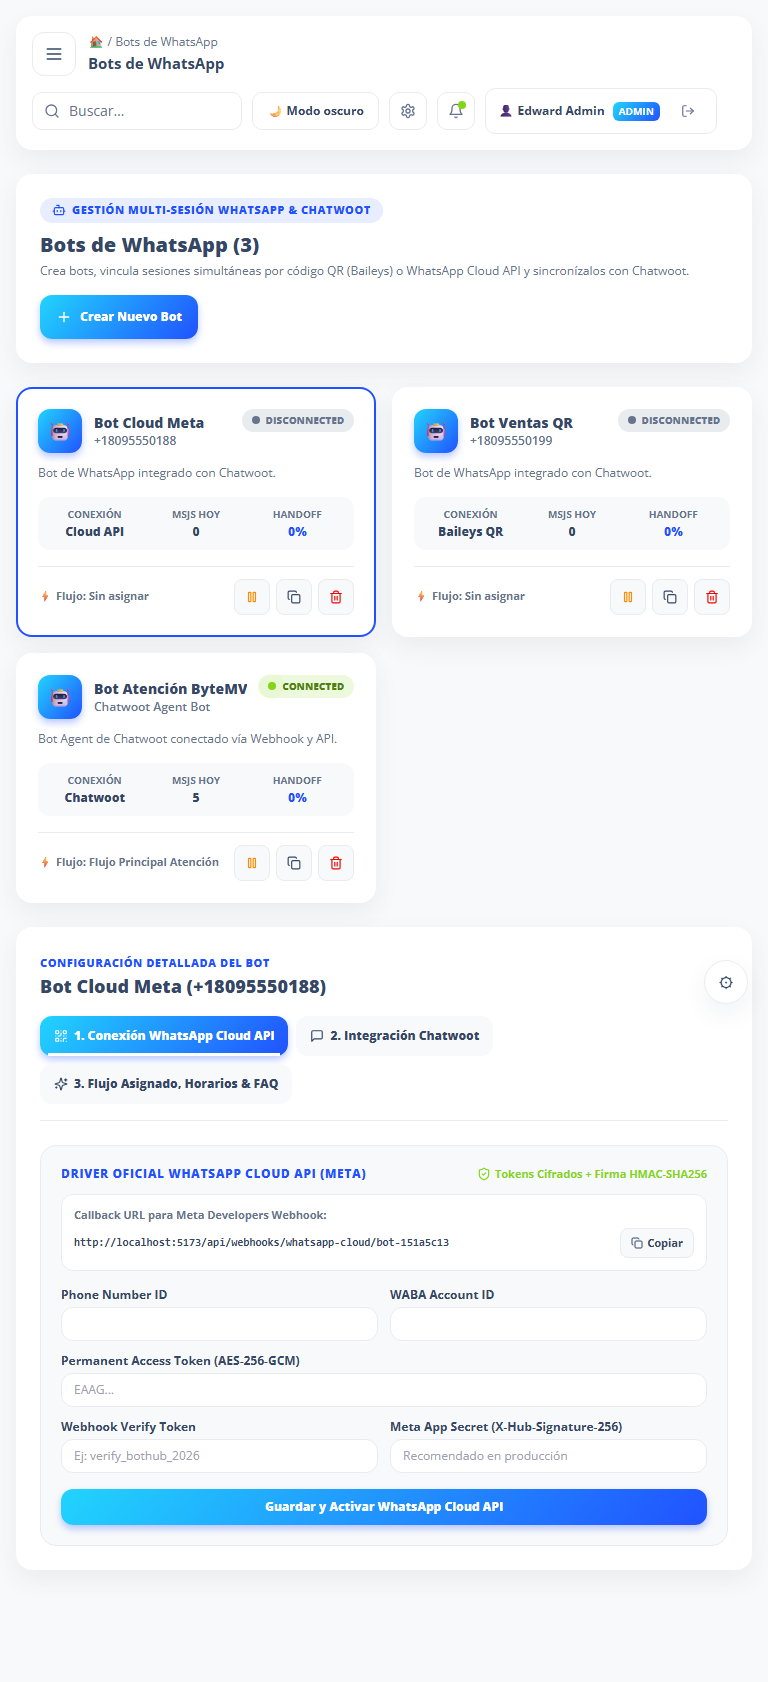 / Bots de WhatsApp
Bots de WhatsApp
Buscar...
Modo oscuro
Edward Admin
ADMIN
GESTIÓN MULTI-SESIÓN WHATSAPP & CHATWOOT
Bots de WhatsApp (3)
Crea bots, vincula sesiones simultáneas por código QR (Baileys) o WhatsApp Cloud API y sincronízalos con Chatwoot.
Crear Nuevo Bot
Bot Cloud Meta
DISCONNECTED
+18095550188
Bot de WhatsApp integrado con Chatwoot.
CONEXIÓN MSJS HOY HANDOFF
Cloud API 0 0%
Flujo: Sin asignar
Bot Ventas QR
DISCONNECTED
+18095550199
Bot de WhatsApp integrado con Chatwoot.
CONEXIÓN MSJS HOY HANDOFF
Baileys QR 0 0%
Flujo: Sin asignar
Bot Atención ByteMV
CONNECTED
Chatwoot Agent Bot
Bot Agent de Chatwoot conectado vía Webhook y API.
CONEXIÓN MSJS HOY HANDOFF
Chatwoot 5 0%
Flujo: Flujo Principal Atención
CONFIGURACIÓN DETALLADA DEL BOT
Bot Cloud Meta (+18095550188)
1. Conexión WhatsApp Cloud API
2. Integración Chatwoot
3. Flujo Asignado, Horarios & FAQ
DRIVER OFICIAL WHATSAPP CLOUD API (META)
Tokens Cifrados + Firma HMAC-SHA256
Callback URL para Meta Developers Webhook:
http://localhost:5173/api/webhooks/whatsapp-cloud/bot-151a5c13
Copiar
Phone Number ID
WABA Account ID
Permanent Access Token (AES-256-GCM)
EAAG...
Webhook Verify Token
Meta App Secret (X-Hub-Signature-256)
Ej: verify_bothub_2026
Recomendado en producción
Guardar y Activar WhatsApp Cloud API